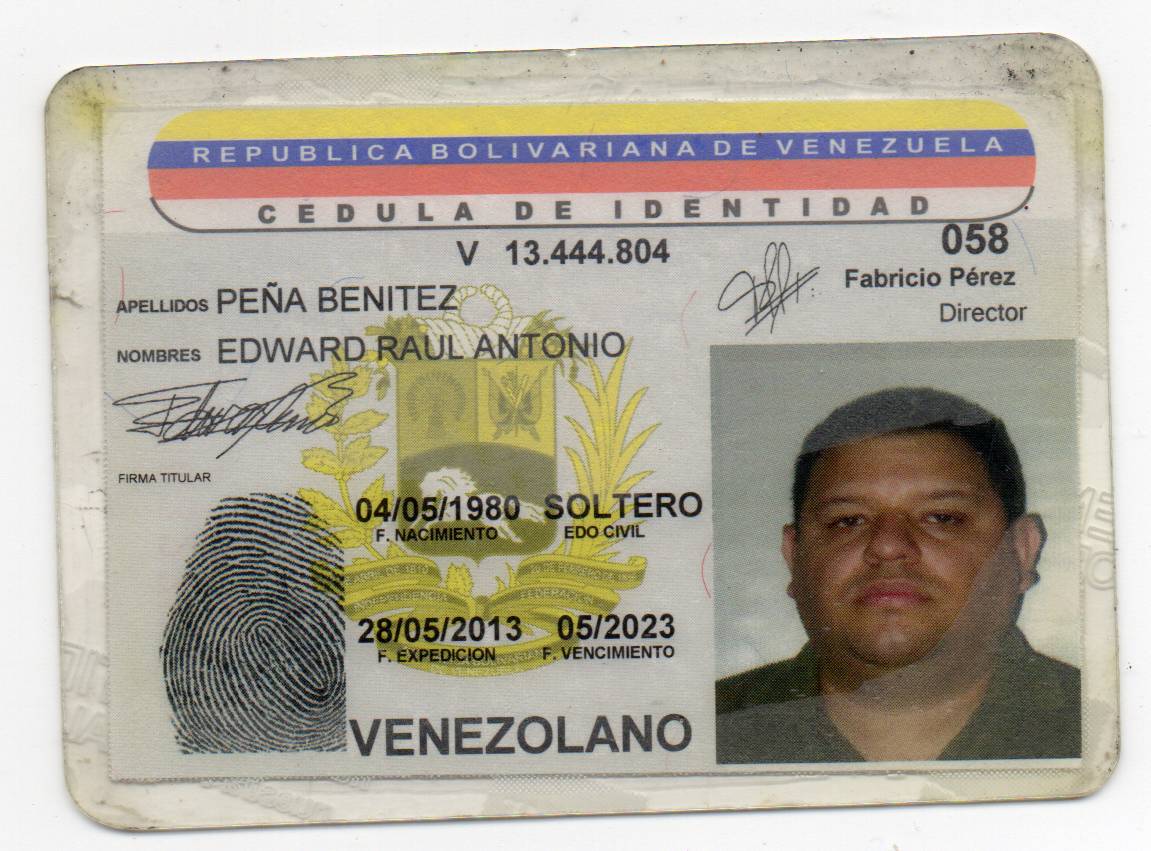 REPUBLICA BOLIVARIANA DE VENEZUELA
CEDULA DE IDENTIDAD
V 13.444.804
058
Fabricio Pérez
Director
APELLIDOS PEÑA BENITEZ
NOMBRES EDWARD RAUL ANTONIO
FIRMA TITULAR
04/05/1980 SOLTERO
F. NACIMIENTO EDO CIVIL
INDEPENDENCIA FEDERACION
28/05/2013 05/2023
F. EXPEDICION F. VENCIMIENTO
VENEZOLANO